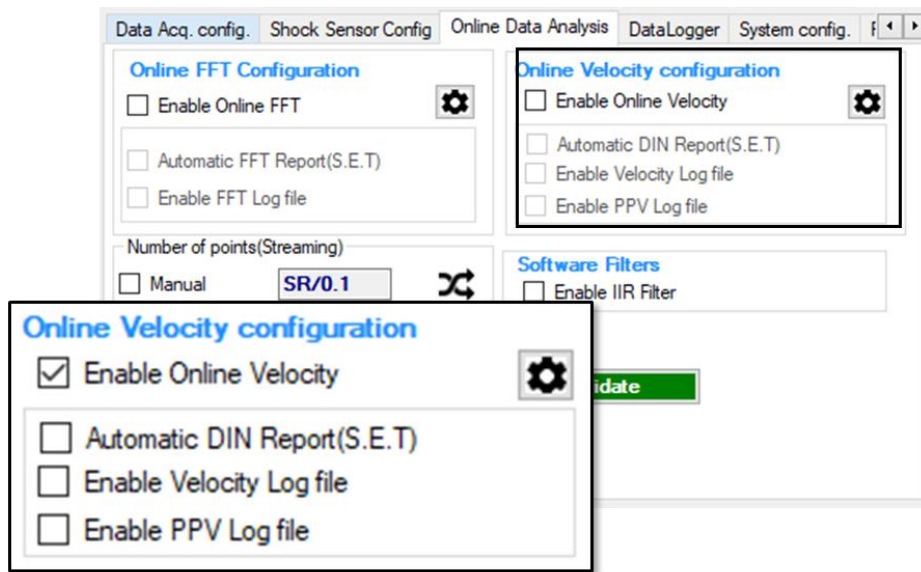 Data Acq. config. Shock Sensor Config Online Data Analysis DataLogger System config.
Online FFT Configuration
Enable Online FFT
Automatic FFT Report(S.E.T)
Enable FFT Log file
Online Velocity configuration
Enable Online Velocity
Automatic DIN Report(S.E.T)
Enable Velocity Log file
Enable PPV Log file
Number of points(Streaming)
Manual SR/0.1
Software Filters
Enable IIR Filter
idate
Online Velocity configuration
Enable Online Velocity
Automatic DIN Report(S.E.T)
Enable Velocity Log file
Enable PPV Log file